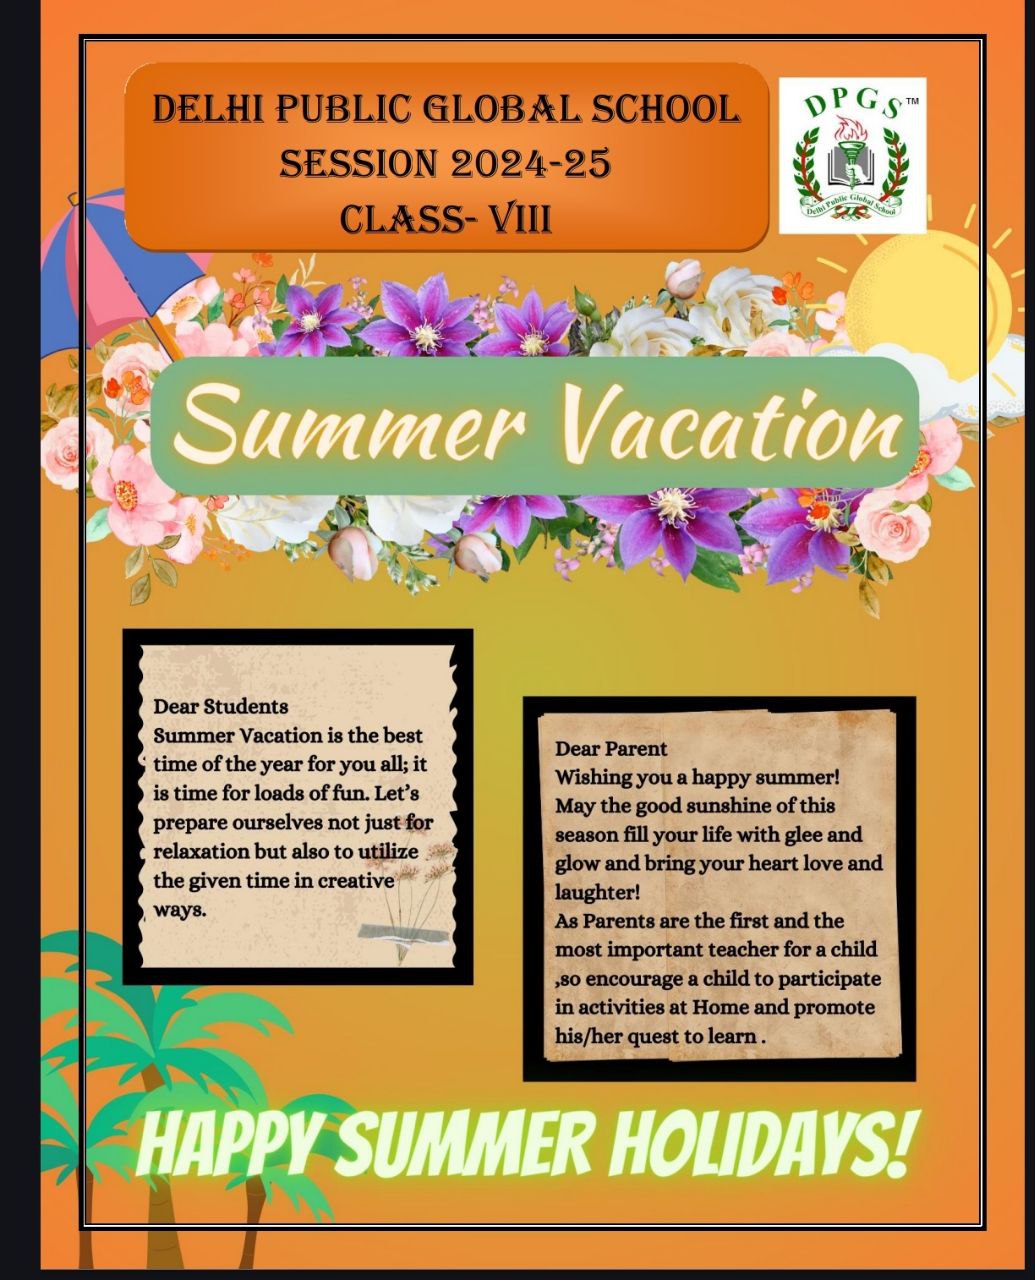 DELHI PUBLIC GLOBAL SCHOOL
SESSION 2024-25
CLASS- VIII
DPGS™
Delhi Public Global School
Summer Vacation
Dear Students
Summer Vacation is the best
time of the year for you all; it
is time for loads of fun. Let's
prepare ourselves not just for
relaxation but also to utilize
the given time in creative
ways.
Dear Parent
Wishing you a happy summer!
May the good sunshine of this
season fill your life with glee and
glow and bring your heart love and
laughter!
As Parents are the first and the
most important teacher for a child
,so encourage a child to participate
in activities at Home and promote
his/her quest to learn .
HAPPY SUMMER HOLIDAYS!